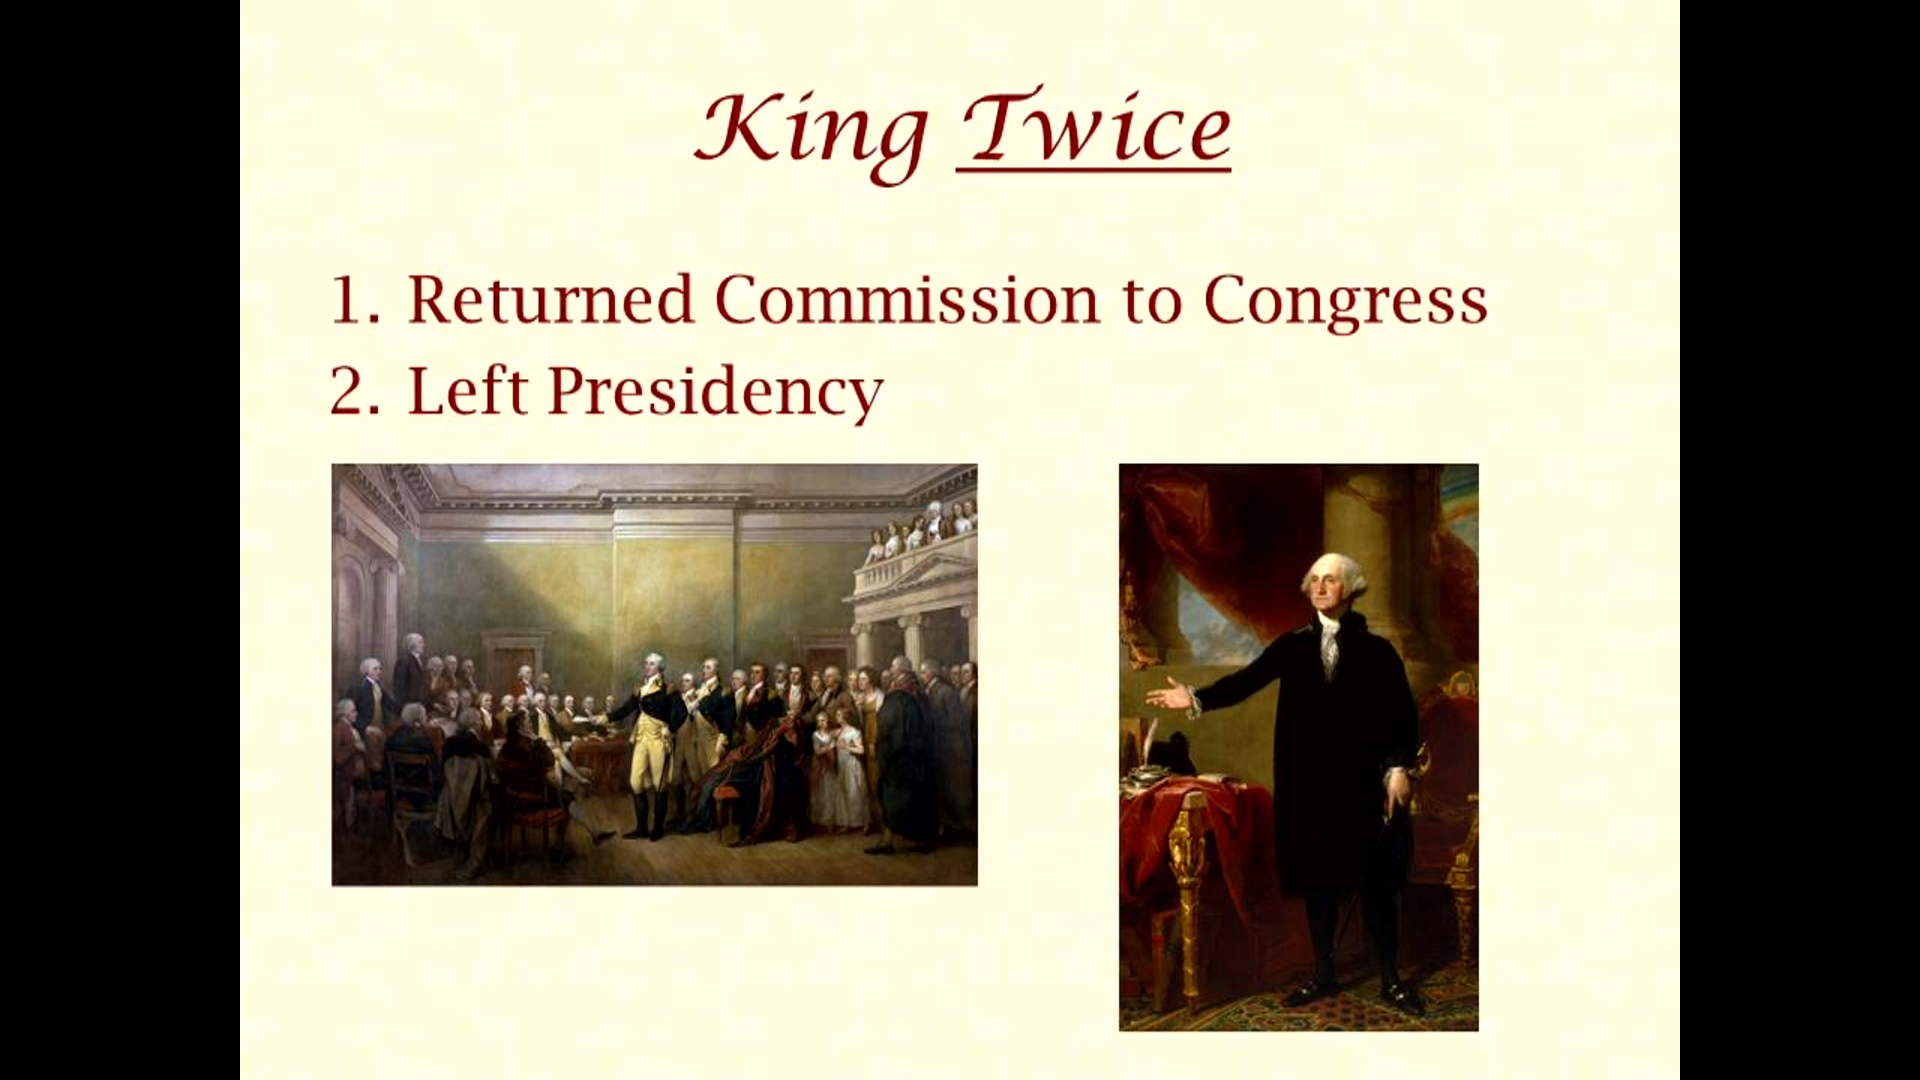 King Twice
1. Returned Commission to Congress
2. Left Presidency